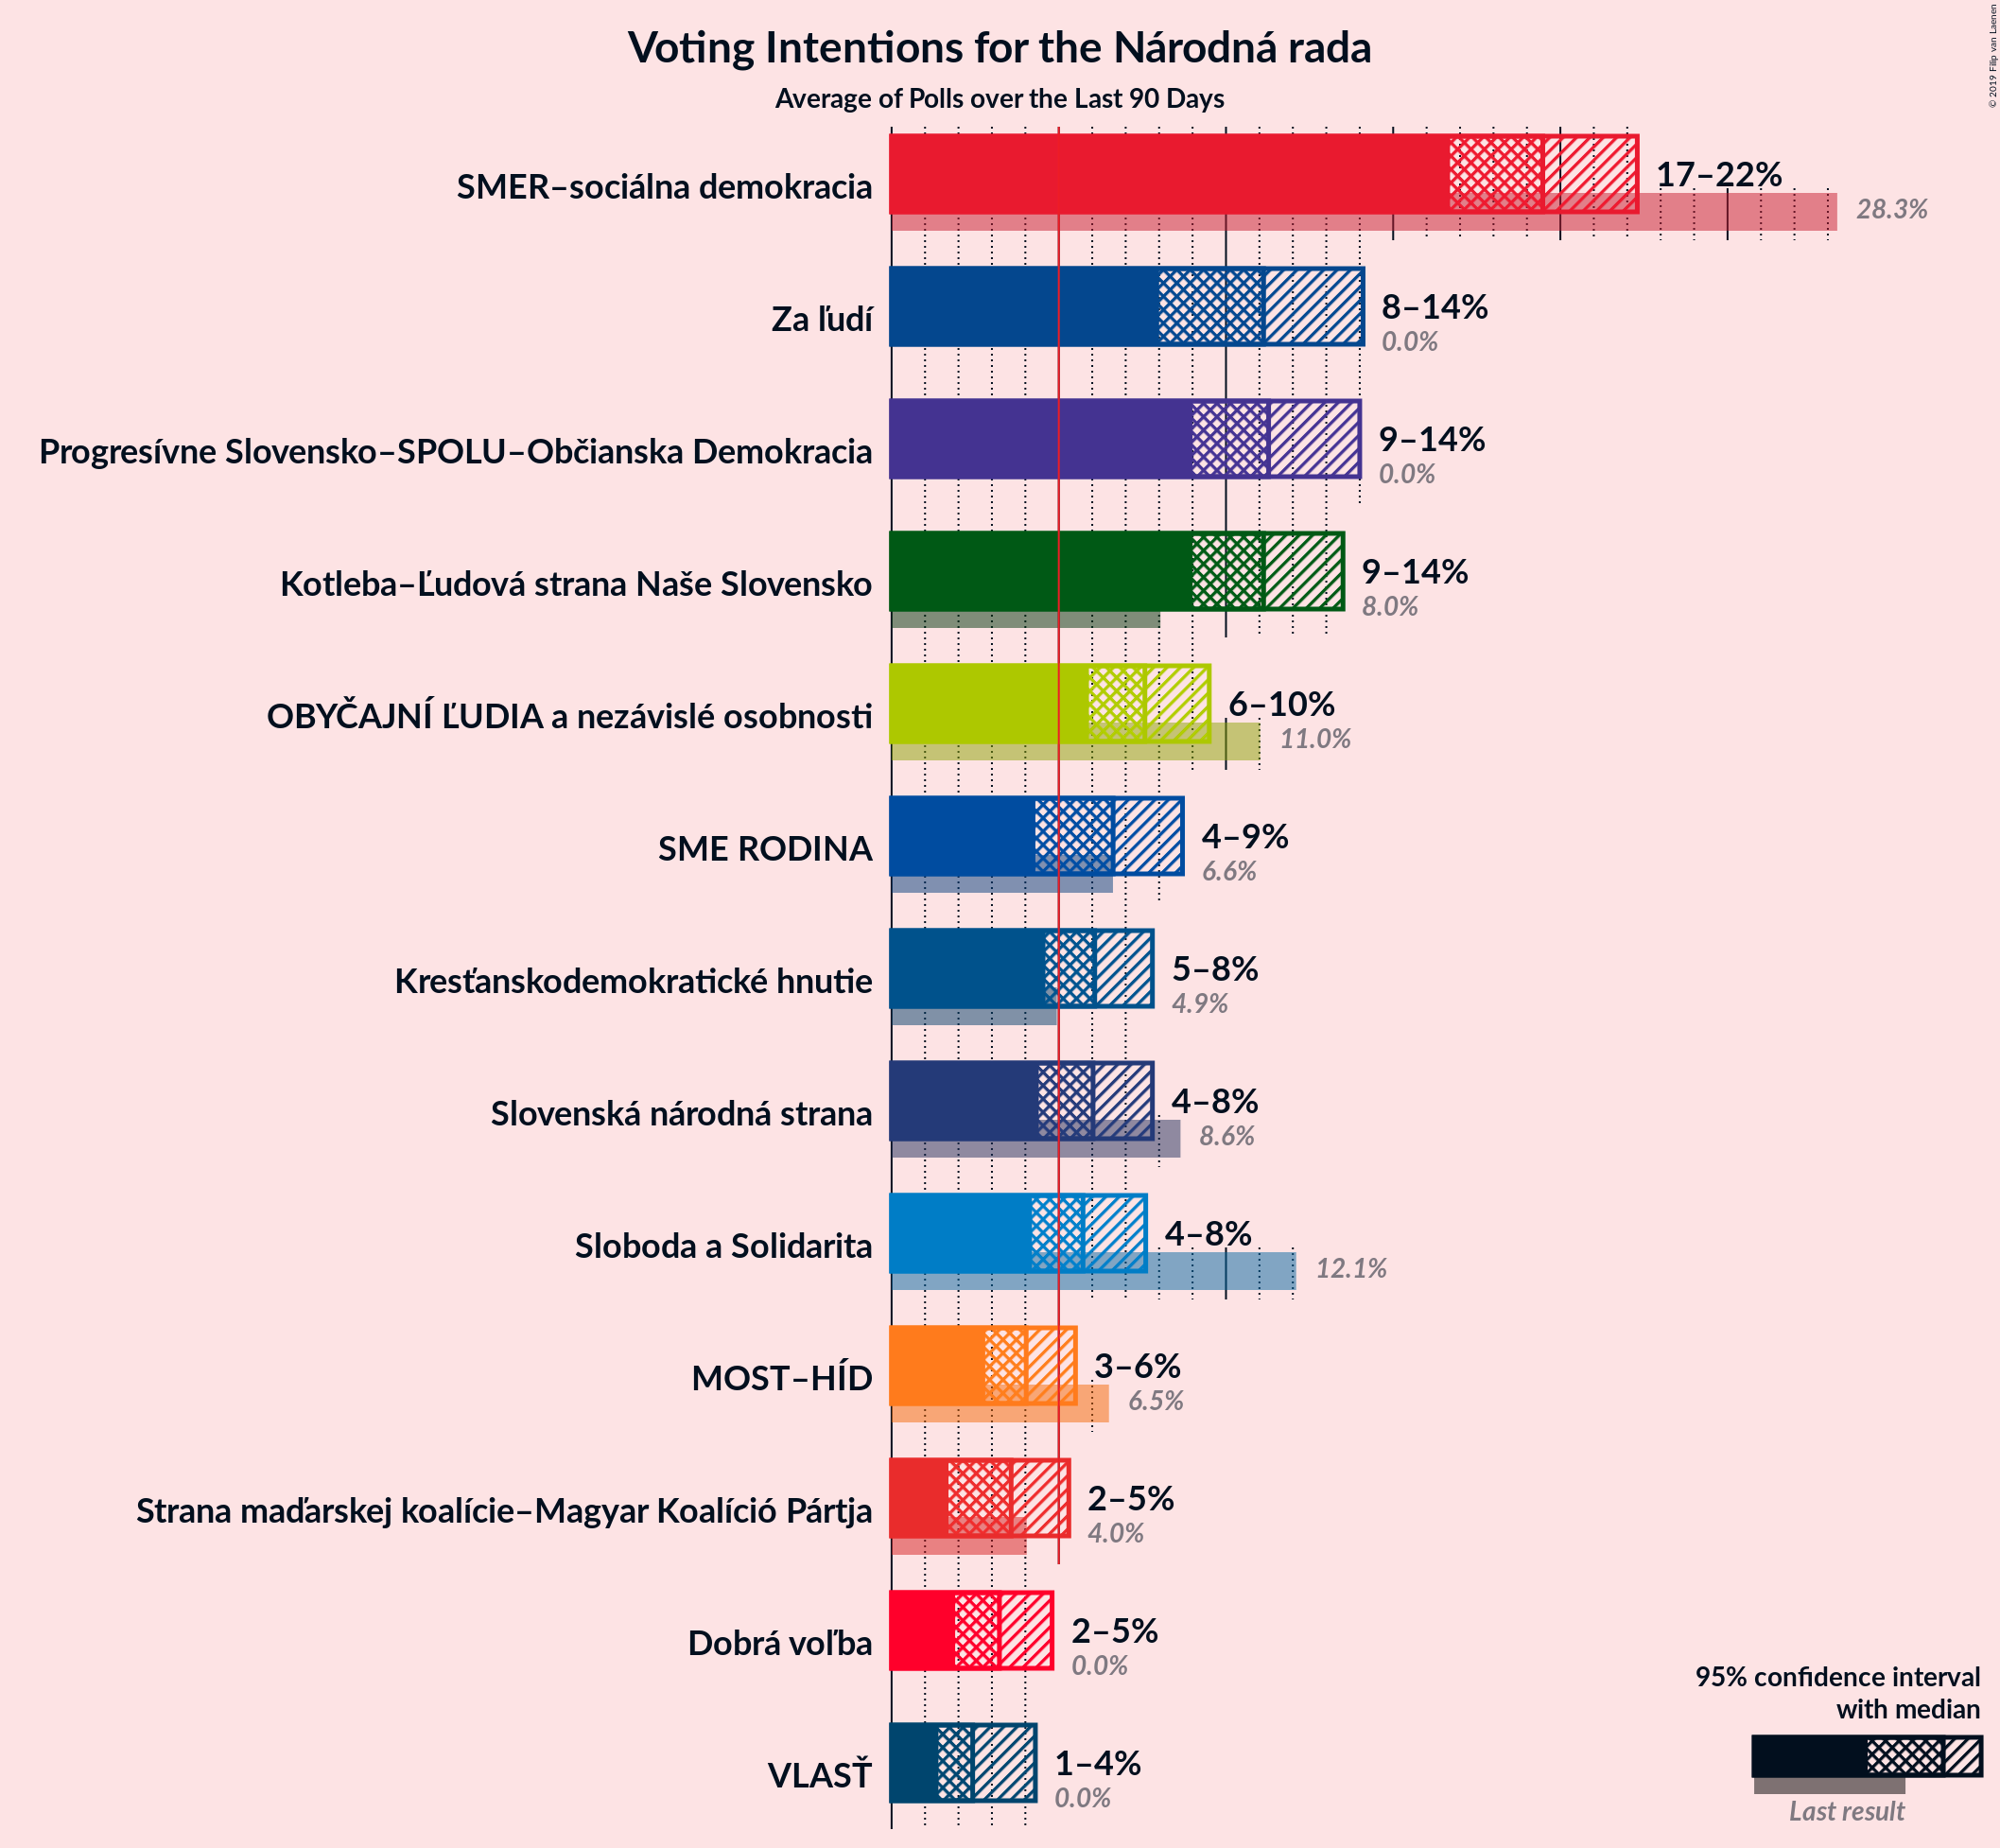 Voting Intentions for the Národná rada
Average of Polls over the Last 90 Days
© 2019 Filip van Laenen
SMER–sociálna demokracia
17–22%
28.3%
Za ľudí
8–14%
0.0%
Progresívne Slovensko–SPOLU–Občianska Demokracia
9–14%
0.0%
Kotleba–Ľudová strana Naše Slovensko
9–14%
8.0%
OBYČAJNÍ ĽUDIA a nezávislé osobnosti
6–10%
11.0%
SME RODINA
4–9%
6.6%
Kresťanskodemokratické hnutie
5–8%
4.9%
Slovenská národná strana
4–8%
8.6%
Sloboda a Solidarita
4–8%
12.1%
MOST–HÍD
3–6%
6.5%
Strana maďarskej koalície–Magyar Koalíció Pártja
2–5%
4.0%
Dobrá voľba
2–5%
0.0%
VLASŤ
1–4%
0.0%
95% confidence interval
with median
Last result